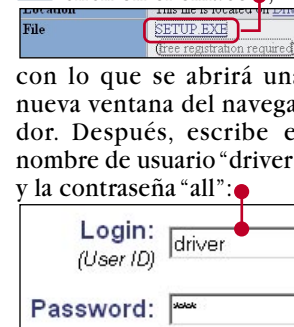 Location This file is located on
File SETUP.EXE
(free registration required
con lo que se abrirá una
nueva ventana del navega
dor. Después, escribe e
nombre de usuario “driver
y la contraseña “all”:
Login: driver
(User ID)
Password: ****